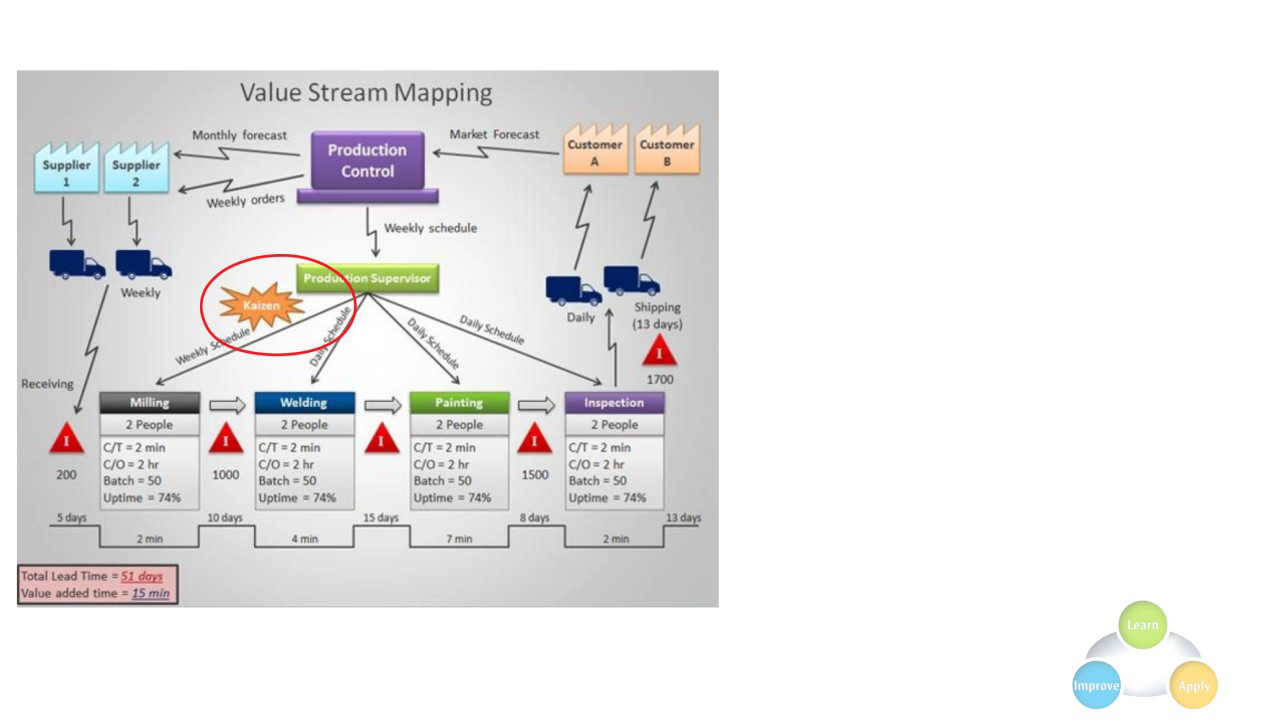 Value Stream Mapping
Monthly forecast
Market Forecast
Production
Control
Supplier
1
Supplier
2
Customer
A
Customer
B
Weekly orders
Weekly schedule
Production Supervisor
Kaizen
Weekly
Daily
Shipping
(13 days)
I
1700
Weekly Schedule
Daily Schedule
Daily Schedule
Daily Schedule
Receiving
I
200
Milling
2 People
C/T = 2 min
C/O = 2 hr
Batch = 50
Uptime = 74%
I
1000
Welding
2 People
C/T = 2 min
C/O = 2 hr
Batch = 50
Uptime = 74%
I
Painting
2 People
C/T = 2 min
C/O = 2 hr
Batch = 50
Uptime = 74%
I
1500
Inspection
2 People
C/T = 2 min
C/O = 2 hr
Batch = 50
Uptime = 74%
5 days
2 min
10 days
4 min
15 days
7 min
8 days
2 min
13 days
Total Lead Time = 51 days
Value added time = 15 min
Learn
Improve
Apply